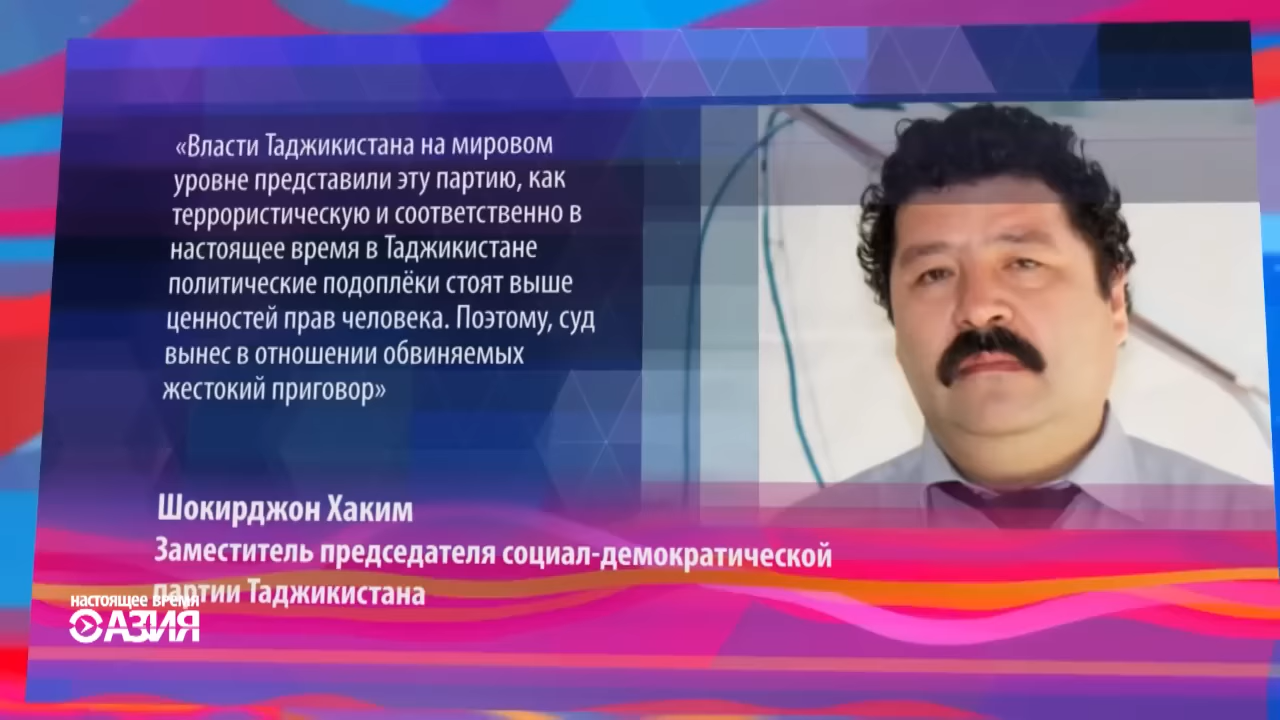 «Власти Таджикистана на мировом
уровне представили эту партию, как
террористическую и соответственно в
настоящее время в Таджикистане
политические подоплёки стоят выше
ценностей прав человека. Поэтому, суд
вынес в отношении обвиняемых
жестокий приговор»
Шокирджон Хаким
Заместитель председателя социал-демократической
партии Таджикистана
настоящее время
АЗИЯ